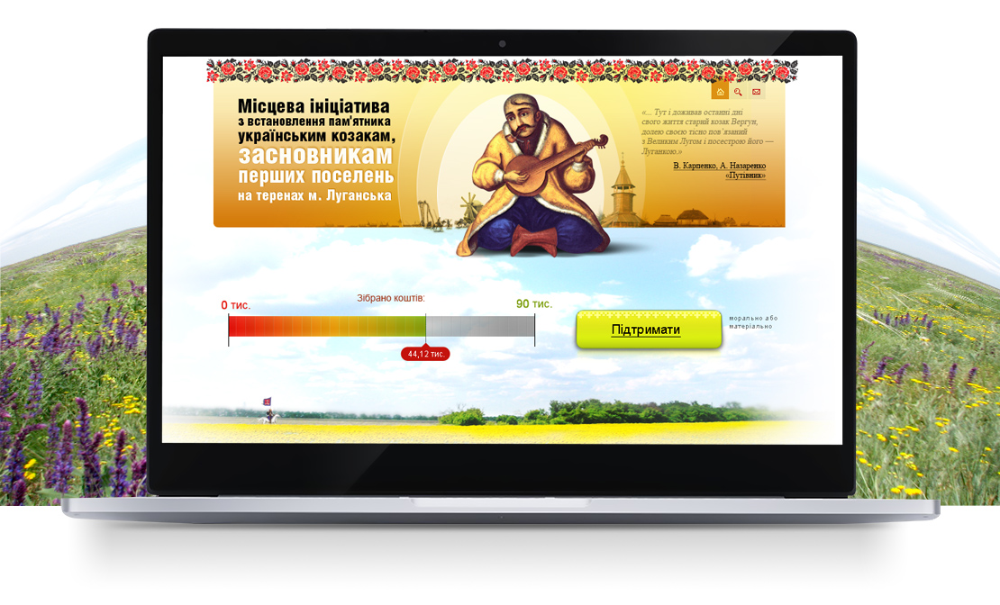 Місцева ініціатива
з встановлення пам'ятника
українським козакам,
засновникам
перших поселень
на теренах м. Луганська
«... Тут і доживав останні дні
свого життя старий козак Вергун,
долею своєю тісно пов'язаний
з Великим Лугом і посестрою його —
Луганкою.»
В. Карпенко, А. Назаренко
«Путівник»
0 тис.
Зібрано коштів:
90 тис.
44,12 тис.
Підтримати
морально або
матеріально